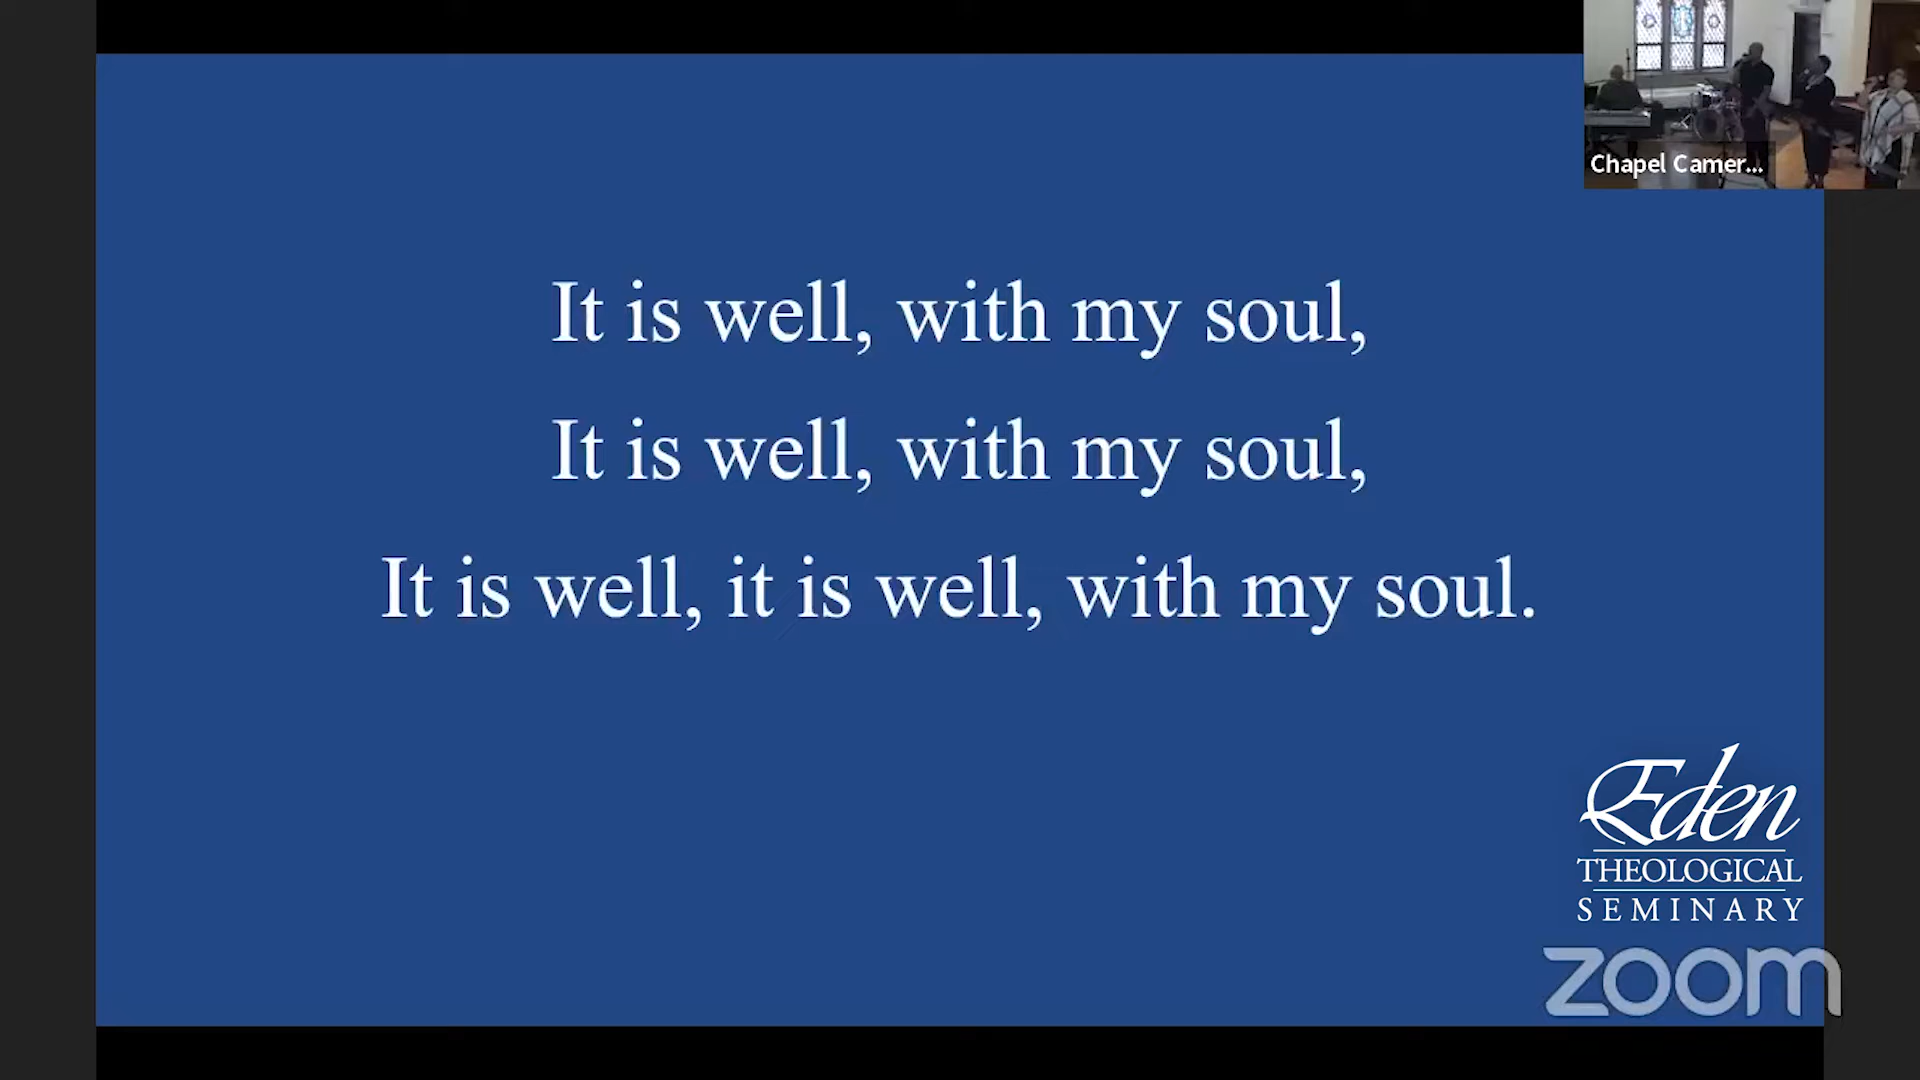 Chapel Camer...
It is well, with my soul,
It is well, with my soul,
It is well, it is well, with my soul.
Eden
THEOLOGICAL
SEMINARY
zoom